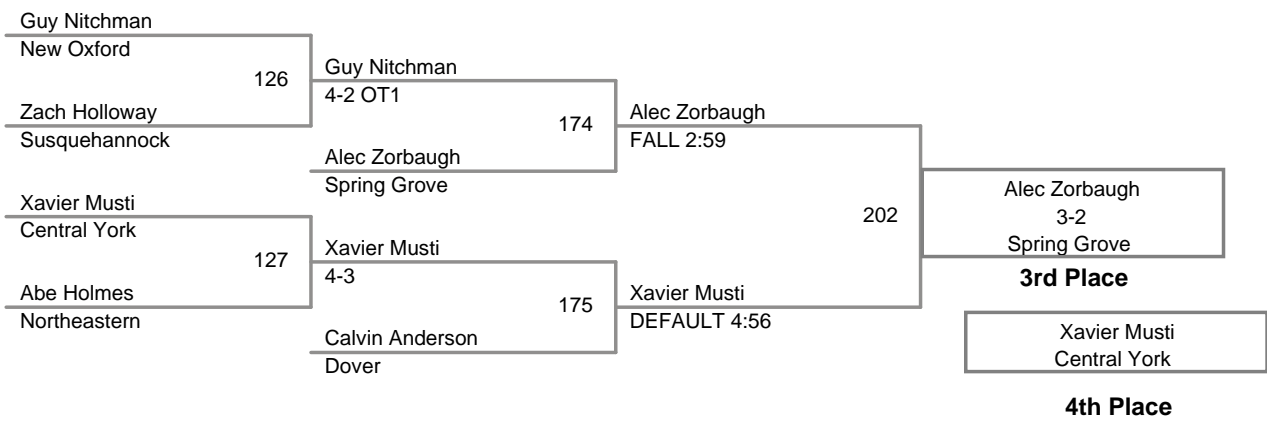 Guy Nitchman
New Oxford
126
Zach Holloway
Susquehannock
Xavier Musti
Central York
127
Abe Holmes
Northeastern
Guy Nitchman
4-2 OT1
174
Alec Zorbaugh
Spring Grove
Xavier Musti
4-3
175
Calvin Anderson
Dover
Alec Zorbaugh
FALL 2:59
202
Xavier Musti
DEFAULT 4:56
Alec Zorbaugh
3-2
Spring Grove
3rd Place
Xavier Musti
Central York
4th Place